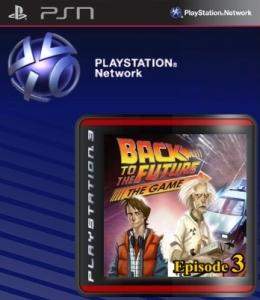 PSN
PlayStation®Network
PLAYSTATION®
Network
PLAYSTATION 3
BACK
TO THE
FUTURE
THE GAME
Episode 3